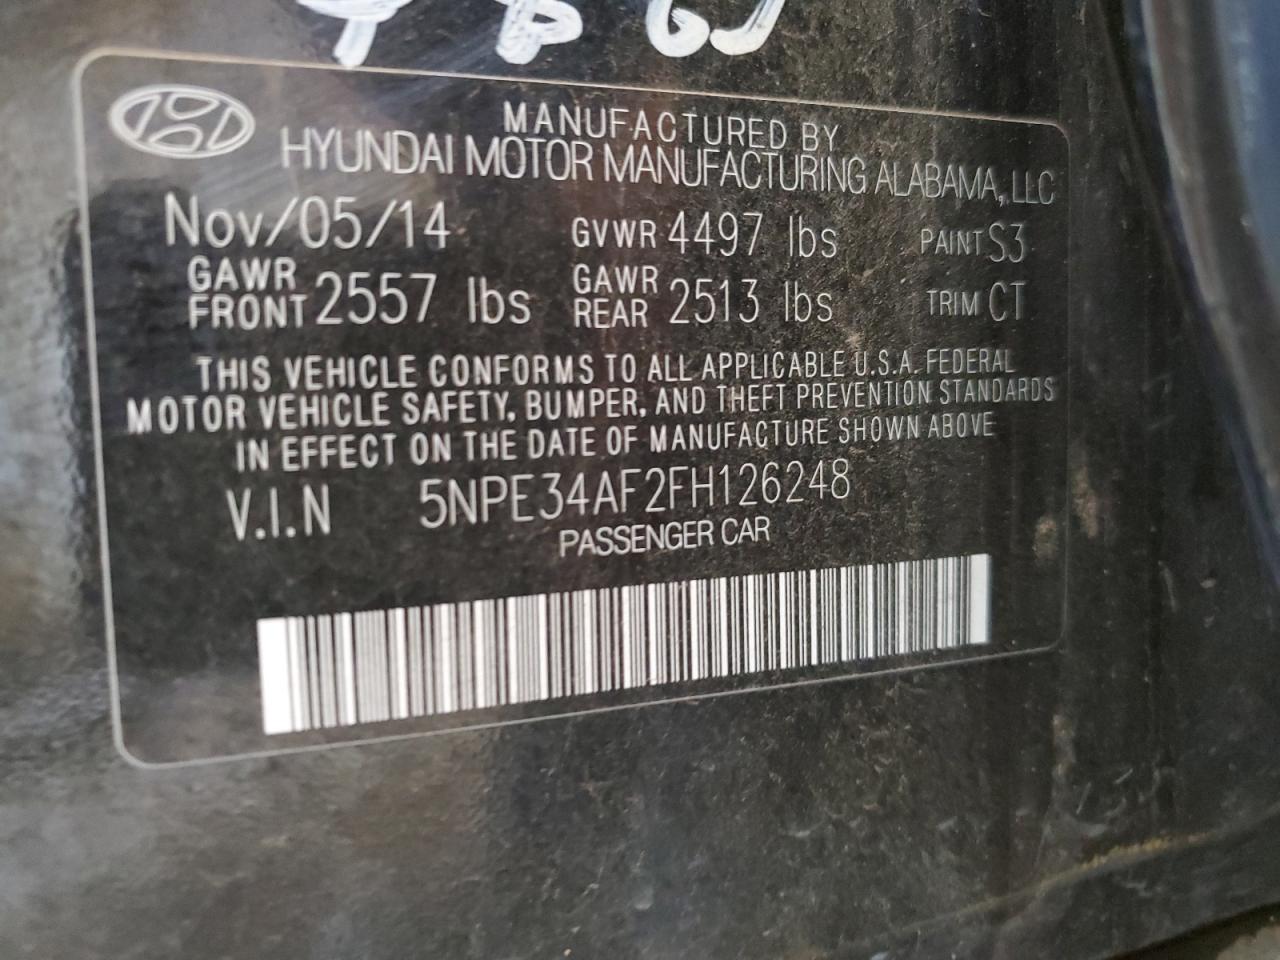 MANUFACTURED BY
HYUNDAI MOTOR MANUFACTURING ALABAMA, LLC
Nov/05/14 GVWR 4497 lbs PAINT S3
GAWR FRONT 2557 lbs GAWR REAR 2513 lbs TRIM CT
THIS VEHICLE CONFORMS TO ALL APPLICABLE U.S.A. FEDERAL
MOTOR VEHICLE SAFETY, BUMPER, AND THEFT PREVENTION STANDARDS
IN EFFECT ON THE DATE OF MANUFACTURE SHOWN ABOVE
V.I.N 5NPE34AF2FH126248
PASSENGER CAR